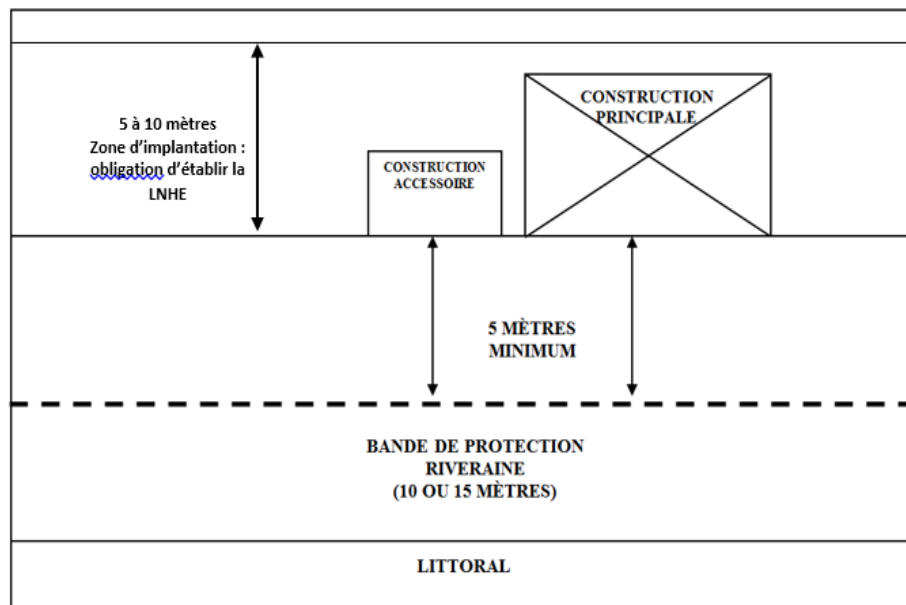 5 à 10 mètres
Zone d'implantation :
obligation d'établir la
LNHE
CONSTRUCTION
ACCESSOIRE
CONSTRUCTION
PRINCIPALE
5 MÈTRES
MINIMUM
BANDE DE PROTECTION
RIVERAINE
(10 OU 15 MÈTRES)
LITTORAL